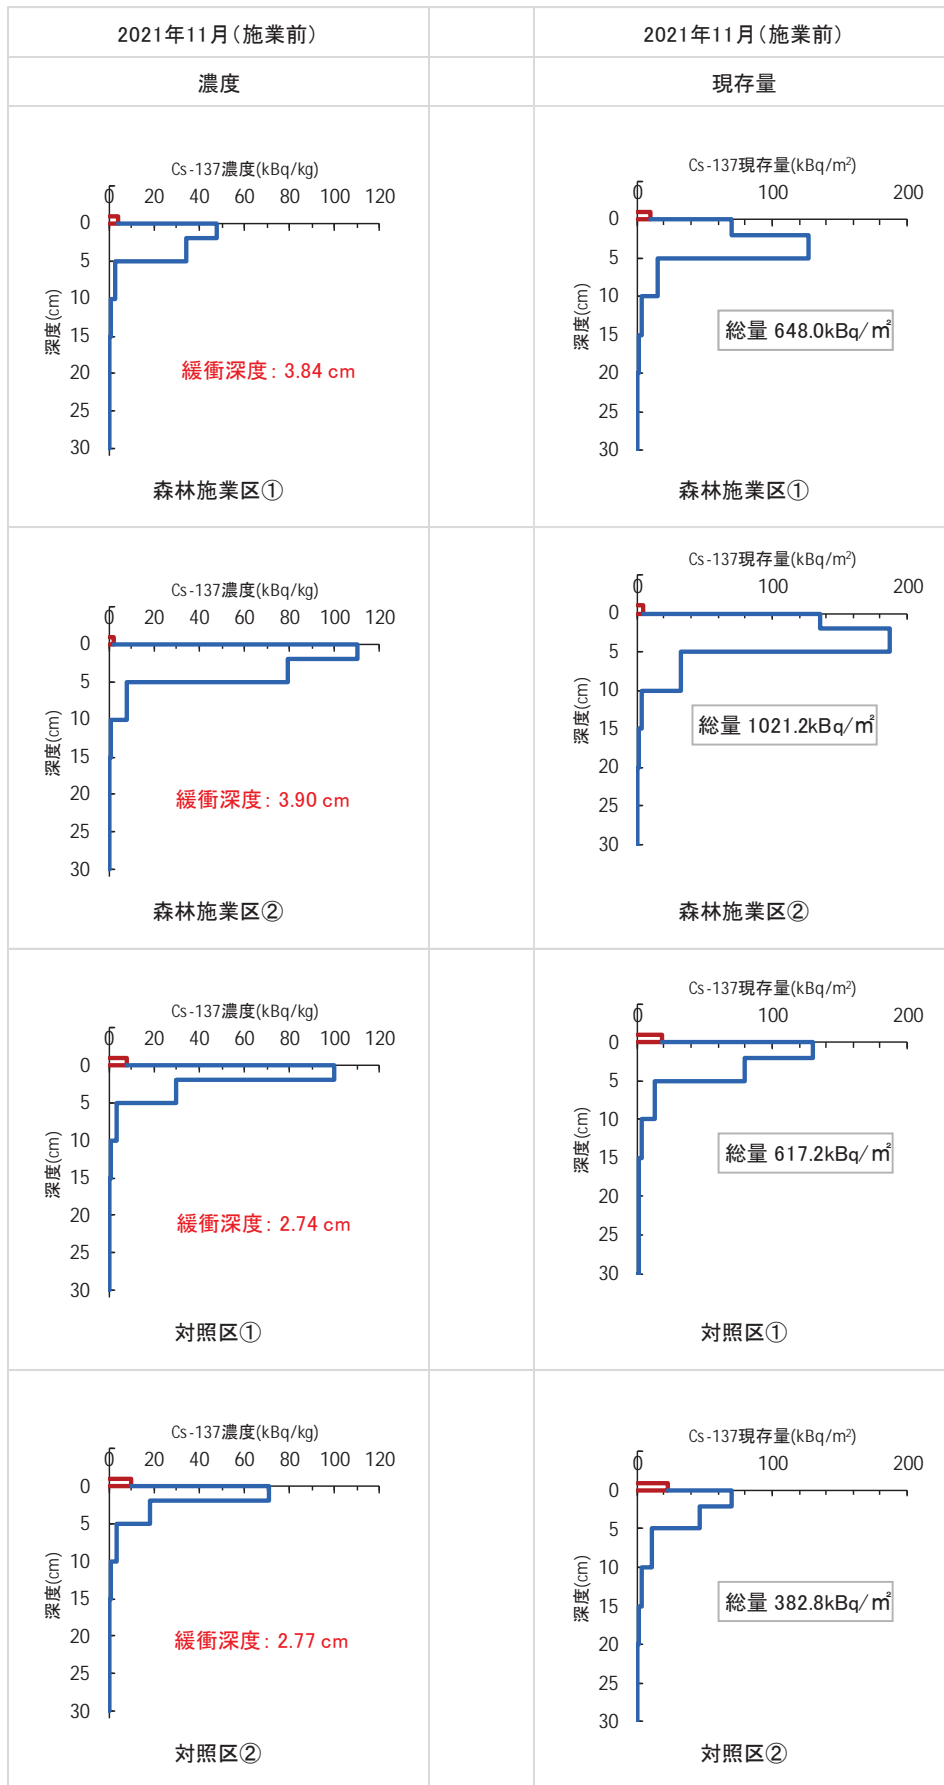 2021年11月(施業前)
2021年11月(施業前)
濃度
現存量
Cs-137濃度(kBq/kg)
0 20 40 60 80 100 120
0
5
10
15
20
25
30
深度(cm)
緩衝深度: 3.84 cm
森林施業区①
Cs-137現存量(kBq/m²)
0 100 200
0
5
10
15
20
25
30
深度(cm)
総量 648.0kBq/㎡
森林施業区①
Cs-137濃度(kBq/kg)
0 20 40 60 80 100 120
0
5
10
15
20
25
30
深度(cm)
緩衝深度: 3.90 cm
森林施業区②
Cs-137現存量(kBq/m²)
0 100 200
0
5
10
15
20
25
30
深度(cm)
総量 1021.2kBq/㎡
森林施業区②
Cs-137濃度(kBq/kg)
0 20 40 60 80 100 120
0
5
10
15
20
25
30
深度(cm)
緩衝深度: 2.74 cm
対照区①
Cs-137現存量(kBq/m²)
0 100 200
0
5
10
15
20
25
30
深度(cm)
総量 617.2kBq/㎡
対照区①
Cs-137濃度(kBq/kg)
0 20 40 60 80 100 120
0
5
10
15
20
25
30
深度(cm)
緩衝深度: 2.77 cm
対照区②
Cs-137現存量(kBq/m²)
0 100 200
0
5
10
15
20
25
30
深度(cm)
総量 382.8kBq/㎡
対照区②